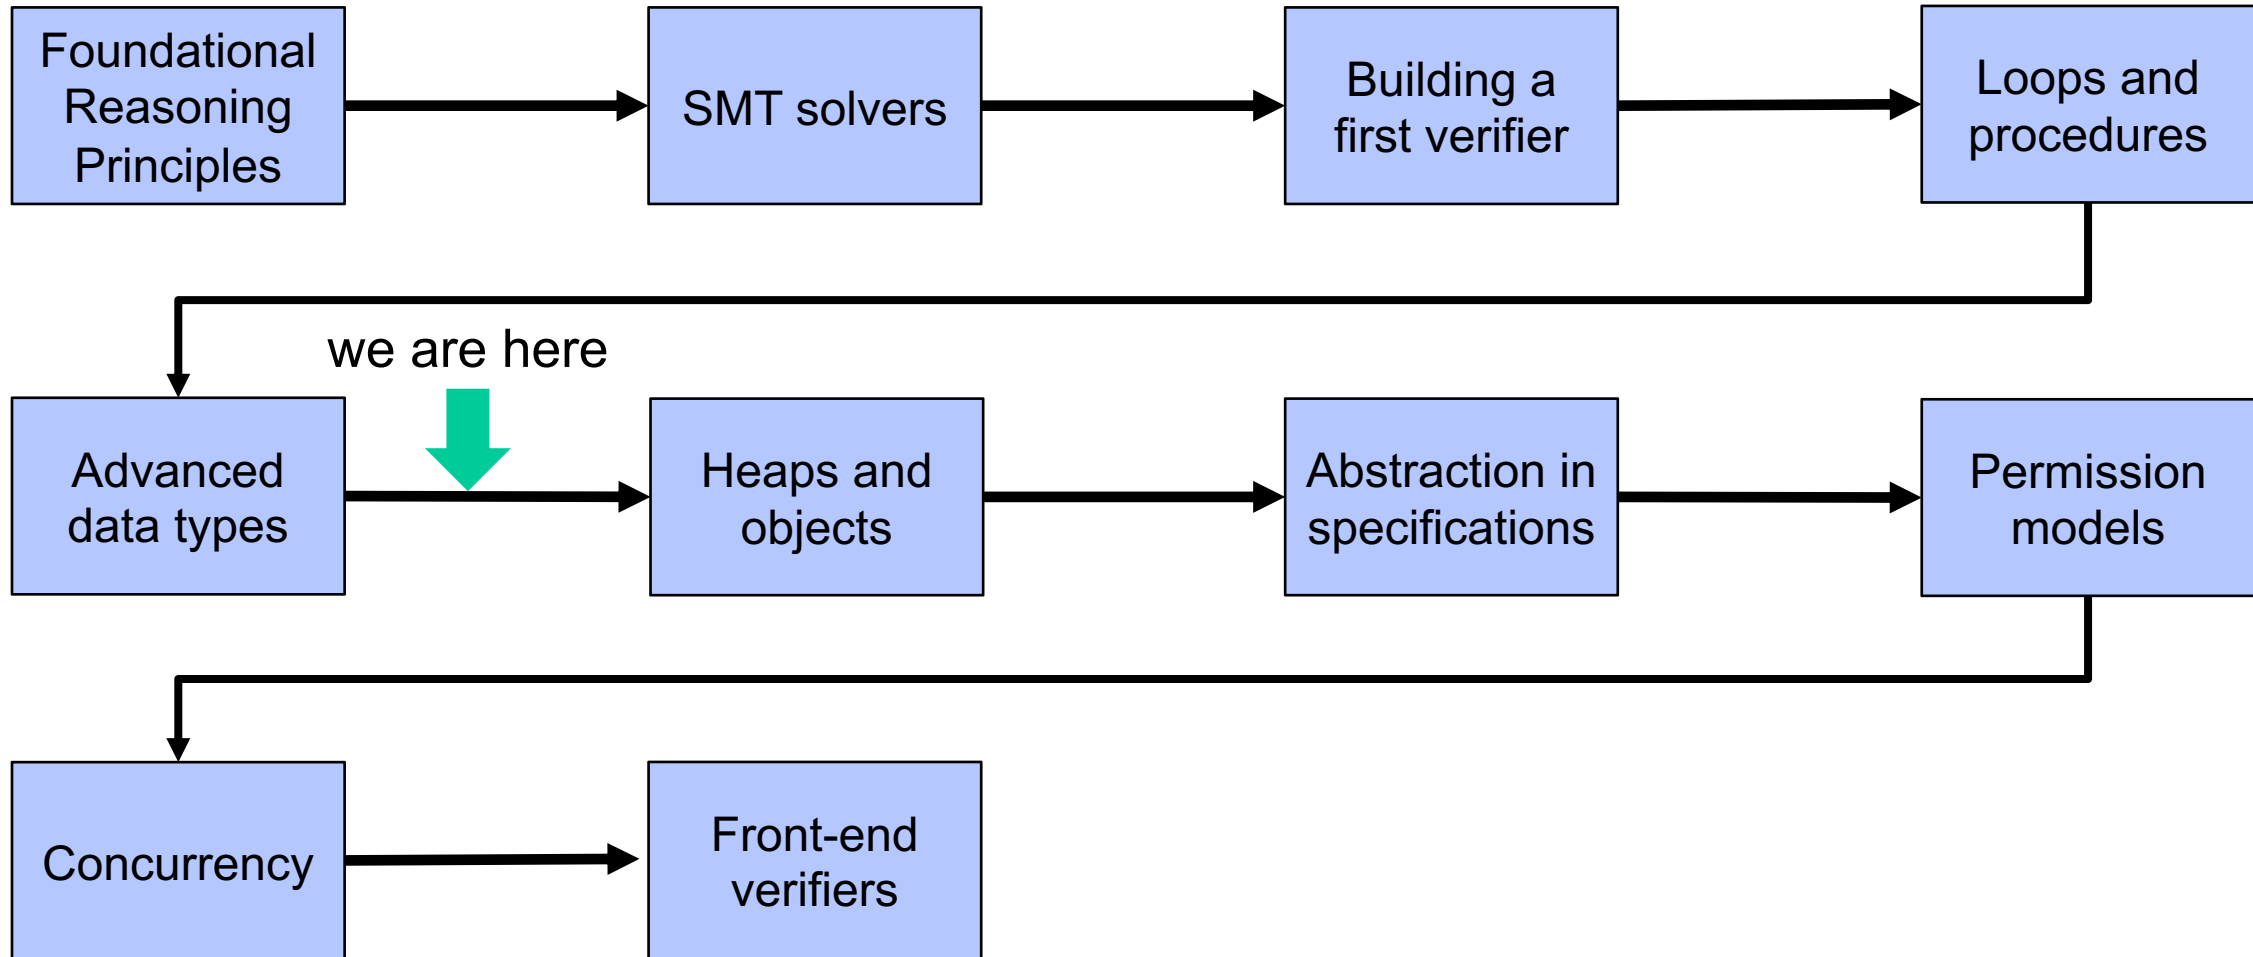 Foundational
Reasoning
Principles
SMT solvers
Building a
first verifier
Loops and
procedures
we are here
Advanced
data types
Heaps and
objects
Abstraction in
specifications
Permission
models
Concurrency
Front-end
verifiers